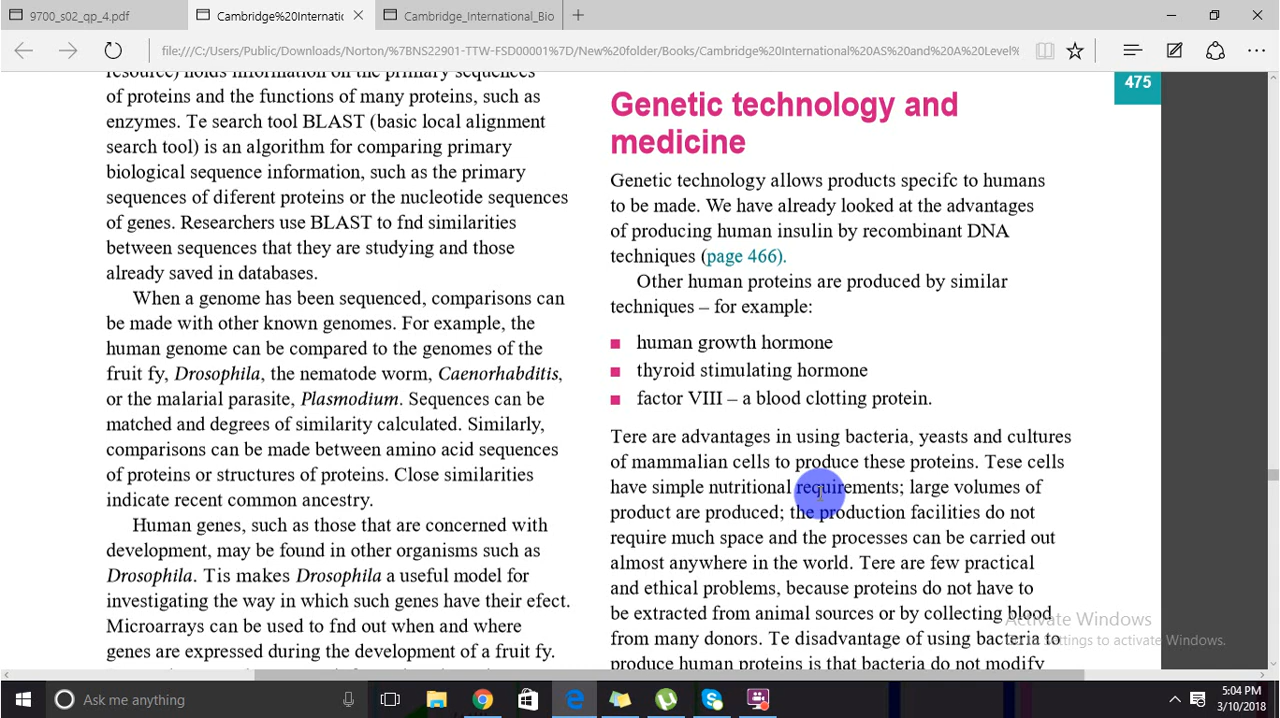 9700_s02_qp_4.pdf
Cambridge%20Internatic
Cambridge_International_Bio
file:///C:/Users/Public/Downloads/Norton/%7BNS22901-TTW-FSD00001%7D/New%20folder/Books/Cambridge%20International%20AS%20and%20A%20Level%
resource) holds information on the primary sequences
of proteins and the functions of many proteins, such as
enzymes. Te search tool BLAST (basic local alignment
search tool) is an algorithm for comparing primary
biological sequence information, such as the primary
sequences of diferent proteins or the nucleotide sequences
of genes. Researchers use BLAST to fnd similarities
between sequences that they are studying and those
already saved in databases.
When a genome has been sequenced, comparisons can
be made with other known genomes. For example, the
human genome can be compared to the genomes of the
fruit fy, Drosophila, the nematode worm, Caenorhabditis,
or the malarial parasite, Plasmodium. Sequences can be
matched and degrees of similarity calculated. Similarly,
comparisons can be made between amino acid sequences
of proteins or structures of proteins. Close similarities
indicate recent common ancestry.
Human genes, such as those that are concerned with
development, may be found in other organisms such as
Drosophila. Tis makes Drosophila a useful model for
investigating the way in which such genes have their efect.
Microarrays can be used to fnd out when and where
genes are expressed during the development of a fruit fy.
475
Genetic technology and
medicine
Genetic technology allows products specifc to humans
to be made. We have already looked at the advantages
of producing human insulin by recombinant DNA
techniques (page 466).
Other human proteins are produced by similar
techniques – for example:
■ human growth hormone
■ thyroid stimulating hormone
■ factor VIII – a blood clotting protein.
Tere are advantages in using bacteria, yeasts and cultures
of mammalian cells to produce these proteins. Tese cells
have simple nutritional requirements; large volumes of
product are produced; the production facilities do not
require much space and the processes can be carried out
almost anywhere in the world. Tere are few practical
and ethical problems, because proteins do not have to
be extracted from animal sources or by collecting blood
from many donors. Te disadvantage of using bacteria to
produce human proteins is that bacteria do not modify
Activate Windows
Settings to activate Windows.
Ask me anything
5:04 PM
3/10/2018